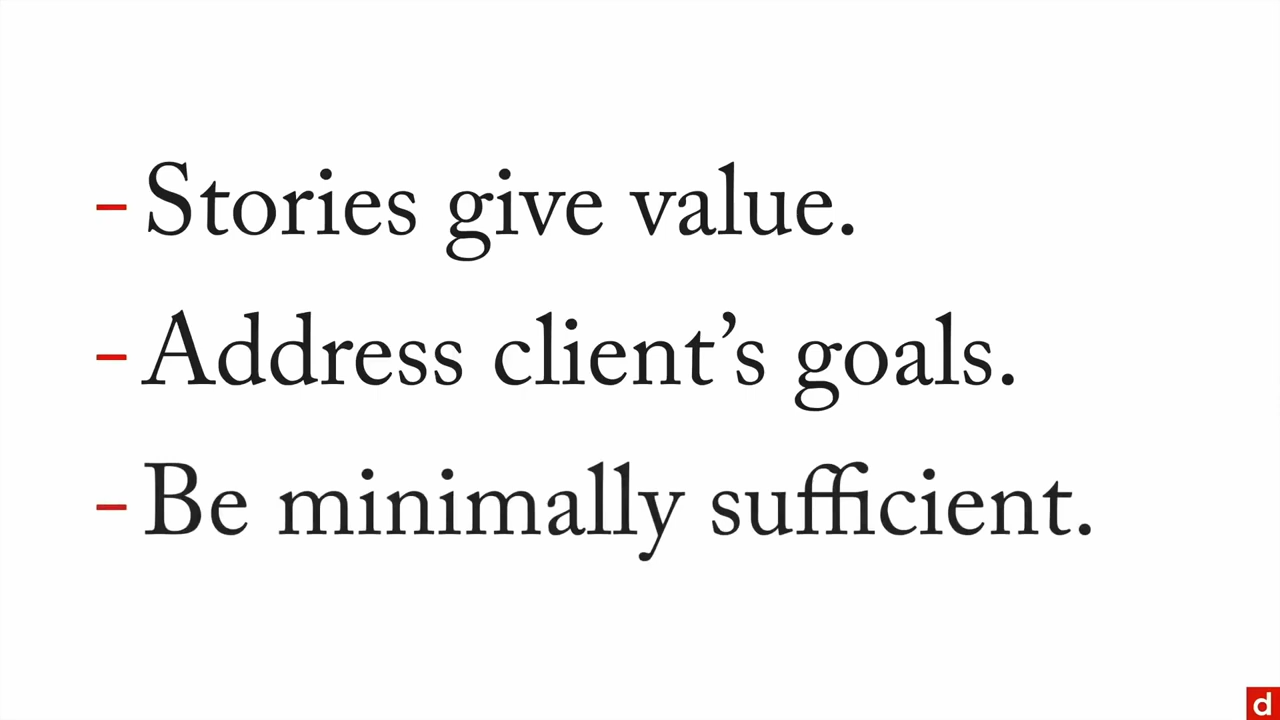 – Stories give value.
– Address client’s goals.
– Be minimally sufficient.
d